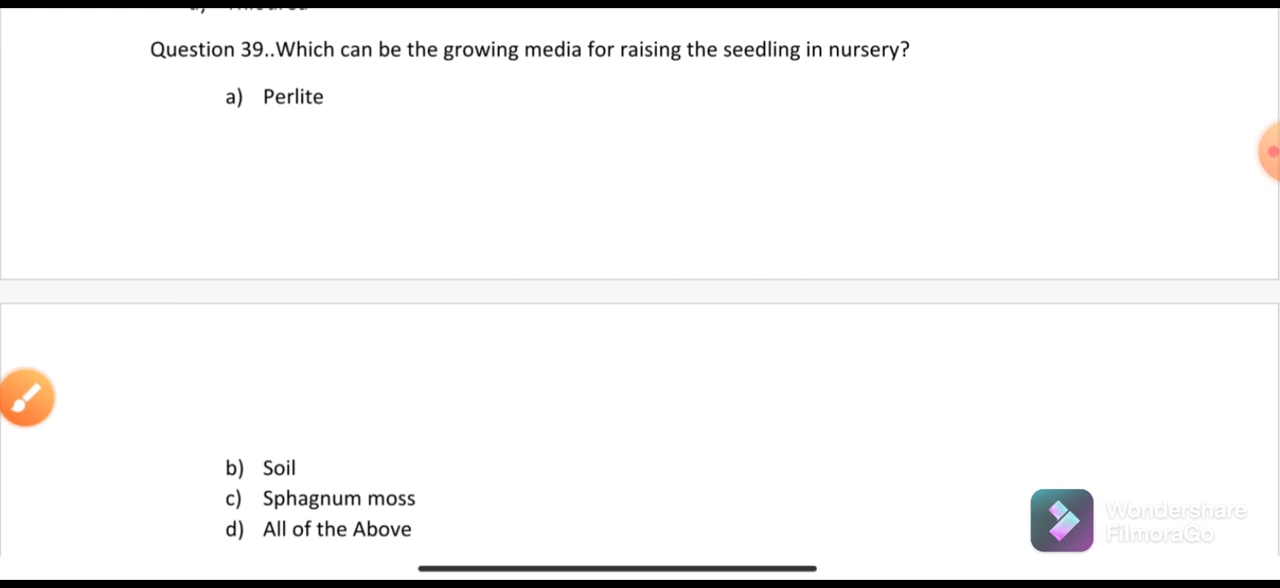 Question 39..Which can be the growing media for raising the seedling in nursery?
a) Perlite
b) Soil
c) Sphagnum moss
d) All of the Above
Wondershare
FilmoraGo